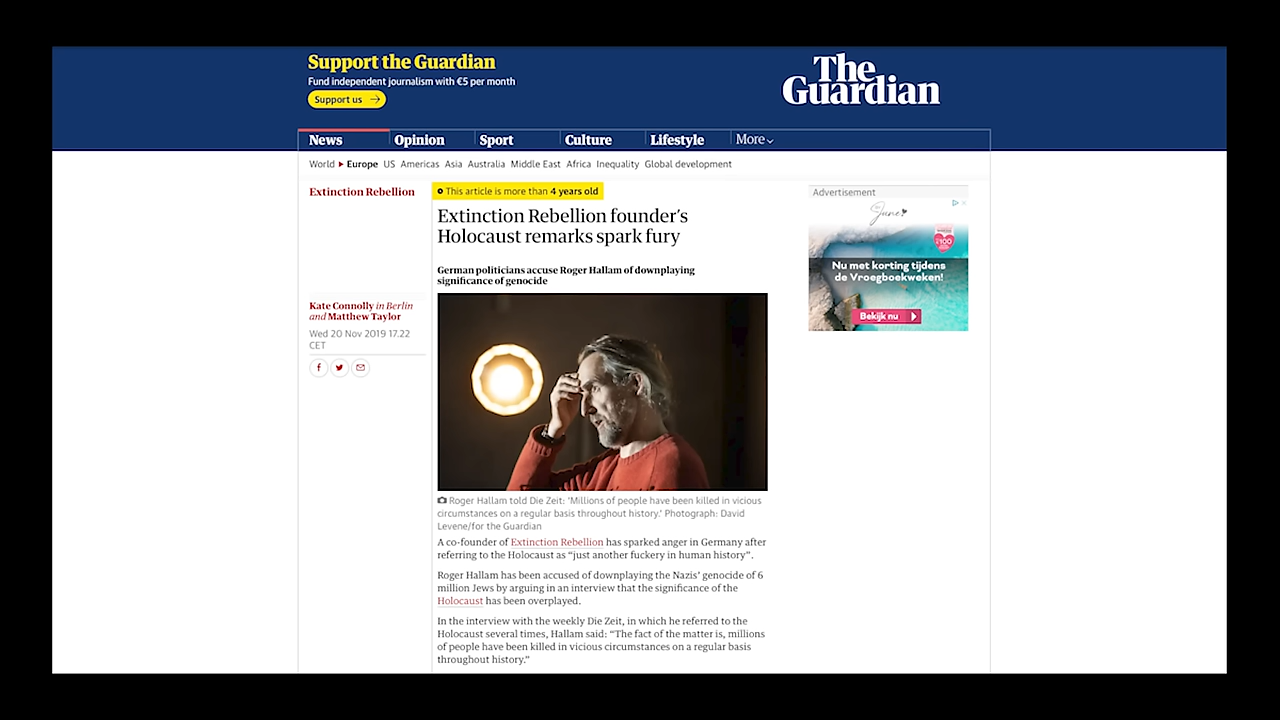 Support the Guardian
Fund independent journalism with €5 per month
Support us
The
Guardian
News
Opinion
Sport
Culture
Lifestyle
More
World
Europe
US
Americas
Asia
Australia
Middle East
Africa
Inequality
Global development
Extinction Rebellion
This article is more than 4 years old
Extinction Rebellion founder's
Holocaust remarks spark fury
German politicians accuse Roger Hallam of downplaying
significance of genocide
Kate Connolly in Berlin
and Matthew Taylor
Wed 20 Nov 2019 17.22
CET
Roger Hallam told Die Zeit: 'Millions of people have been killed in vicious
circumstances on a regular basis throughout history.' Photograph: David
Levene/for the Guardian
A co-founder of Extinction Rebellion has sparked anger in Germany after
referring to the Holocaust as “just another fuckery in human history”.
Roger Hallam has been accused of downplaying the Nazis’ genocide of 6
million Jews by arguing in an interview that the significance of the
Holocaust has been overplayed.
In the interview with the weekly Die Zeit, in which he referred to the
Holocaust several times, Hallam said: “The fact of the matter is, millions
of people have been killed in vicious circumstances on a regular basis
throughout history.”
Advertisement
June
100
Nu met korting tijdens
de Vroegboekweken!
Bekijk nu